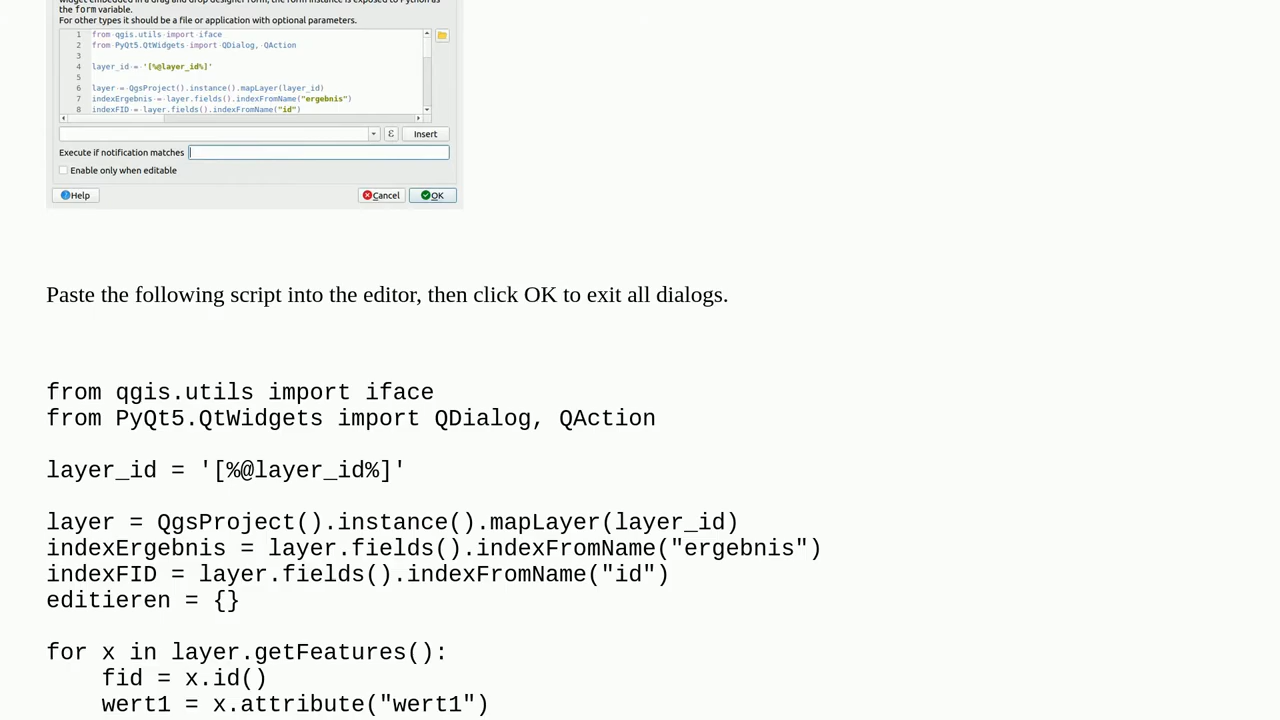 the form variable.
For other types it should be a file or application with optional parameters.
1 from qgis.utils import iface
2 from PyQt5.QtWidgets import QDialog, QAction
3
4 layer_id = '[%@layer_id%]'
5
6 layer = QgsProject().instance().mapLayer(layer_id)
7 indexErgebnis = layer.fields().indexFromName("ergebnis")
8 indexFID = layer.fields().indexFromName("id")
ε Insert
Execute if notification matches
Enable only when editable
Help Cancel OK
Paste the following script into the editor, then click OK to exit all dialogs.
from qgis.utils import iface
from PyQt5.QtWidgets import QDialog, QAction
layer_id = '[%@layer_id%]'
layer = QgsProject().instance().mapLayer(layer_id)
indexErgebnis = layer.fields().indexFromName("ergebnis")
indexFID = layer.fields().indexFromName("id")
editieren = {}
for x in layer.getFeatures():
    fid = x.id()
    wert1 = x.attribute("wert1")